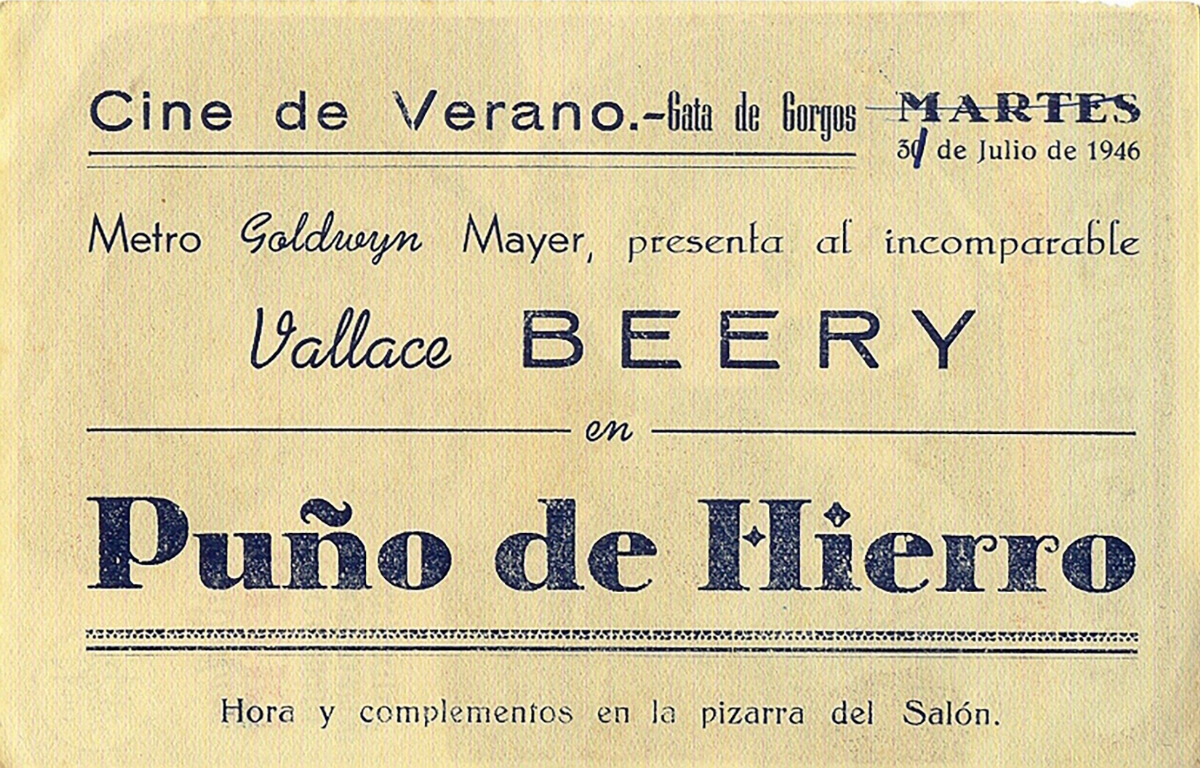 Cine de Verano.-Gata de Gorgos
MARTES
31 de Julio de 1946
Metro Goldwyn Mayer, presenta al incomparable
Vallace BEERY
en
Puño de Hierro
Hora y complementos en la pizarra del Salón.